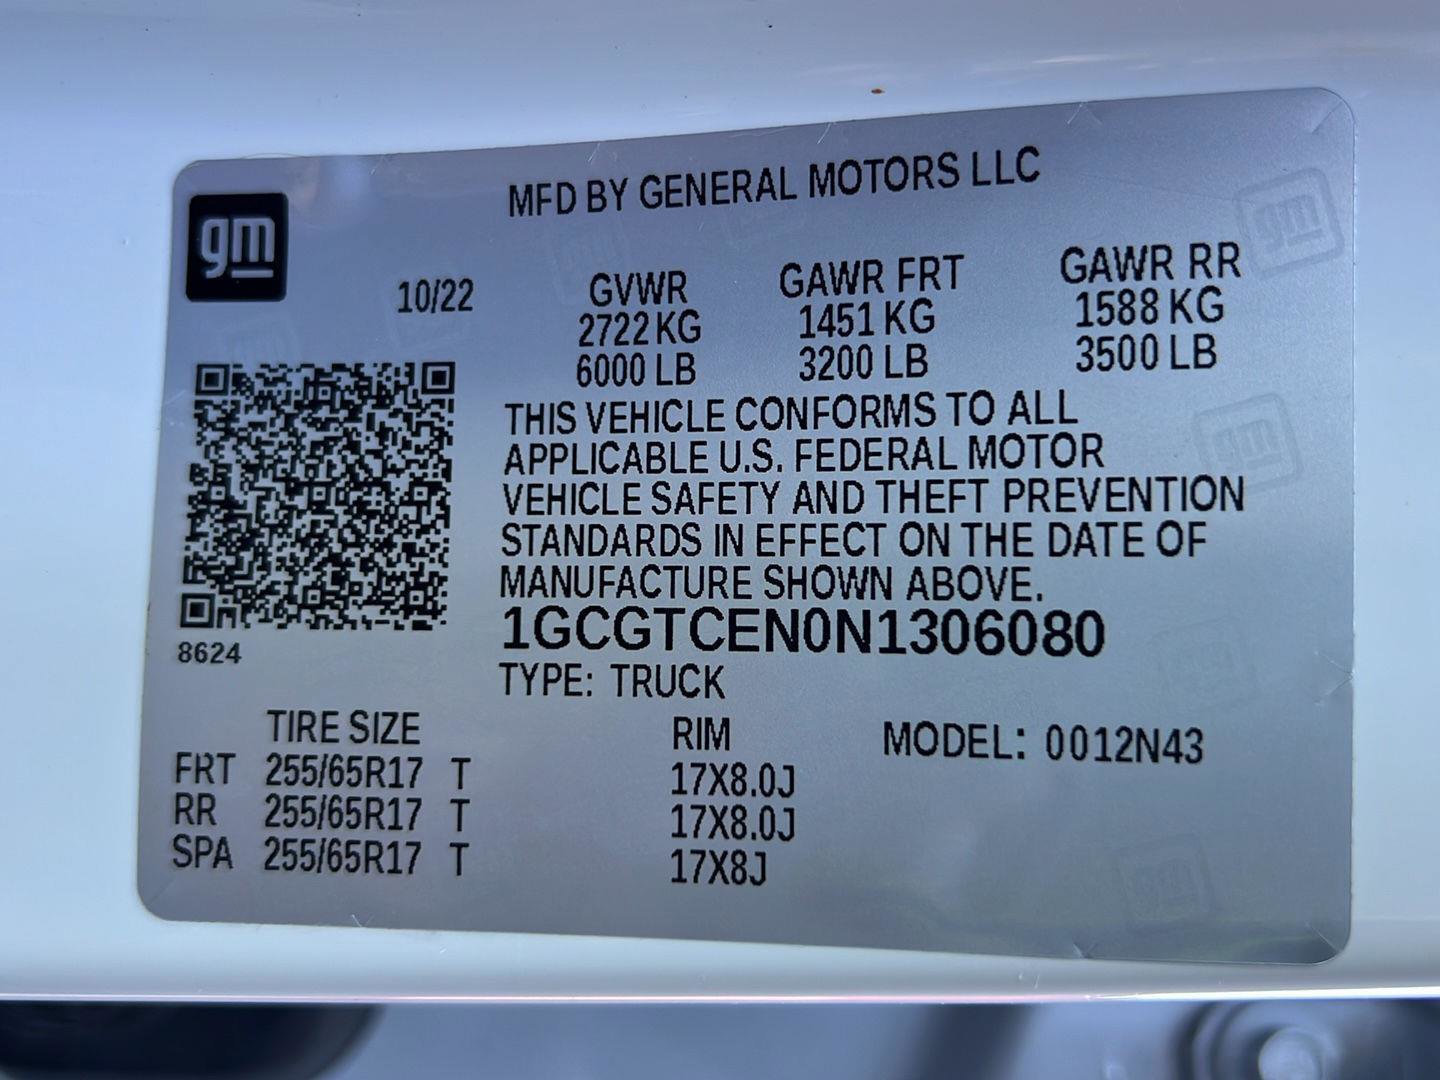 gm
MFD BY GENERAL MOTORS LLC
10/22
GVWR GAWR FRT GAWR RR
2722 KG 1451 KG 1588 KG
6000 LB 3200 LB 3500 LB
THIS VEHICLE CONFORMS TO ALL
APPLICABLE U.S. FEDERAL MOTOR
VEHICLE SAFETY AND THEFT PREVENTION
STANDARDS IN EFFECT ON THE DATE OF
MANUFACTURE SHOWN ABOVE.
1GCGTCEN0N1306080
8624
TYPE: TRUCK
TIRE SIZE RIM MODEL: 0012N43
FRT 255/65R17 T 17X8.0J
RR 255/65R17 T 17X8.0J
SPA 255/65R17 T 17X8J